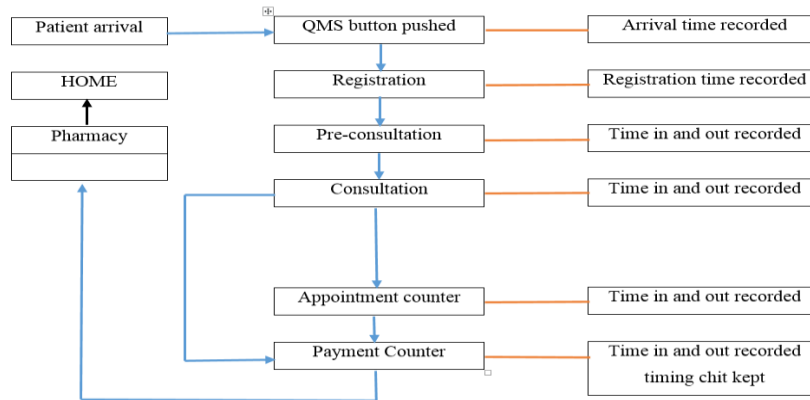 Patient arrival
QMS button pushed
Arrival time recorded
HOME
Registration
Registration time recorded
Pharmacy
Pre-consultation
Time in and out recorded
Consultation
Time in and out recorded
Appointment counter
Time in and out recorded
Payment Counter
Time in and out recorded
timing chit kept